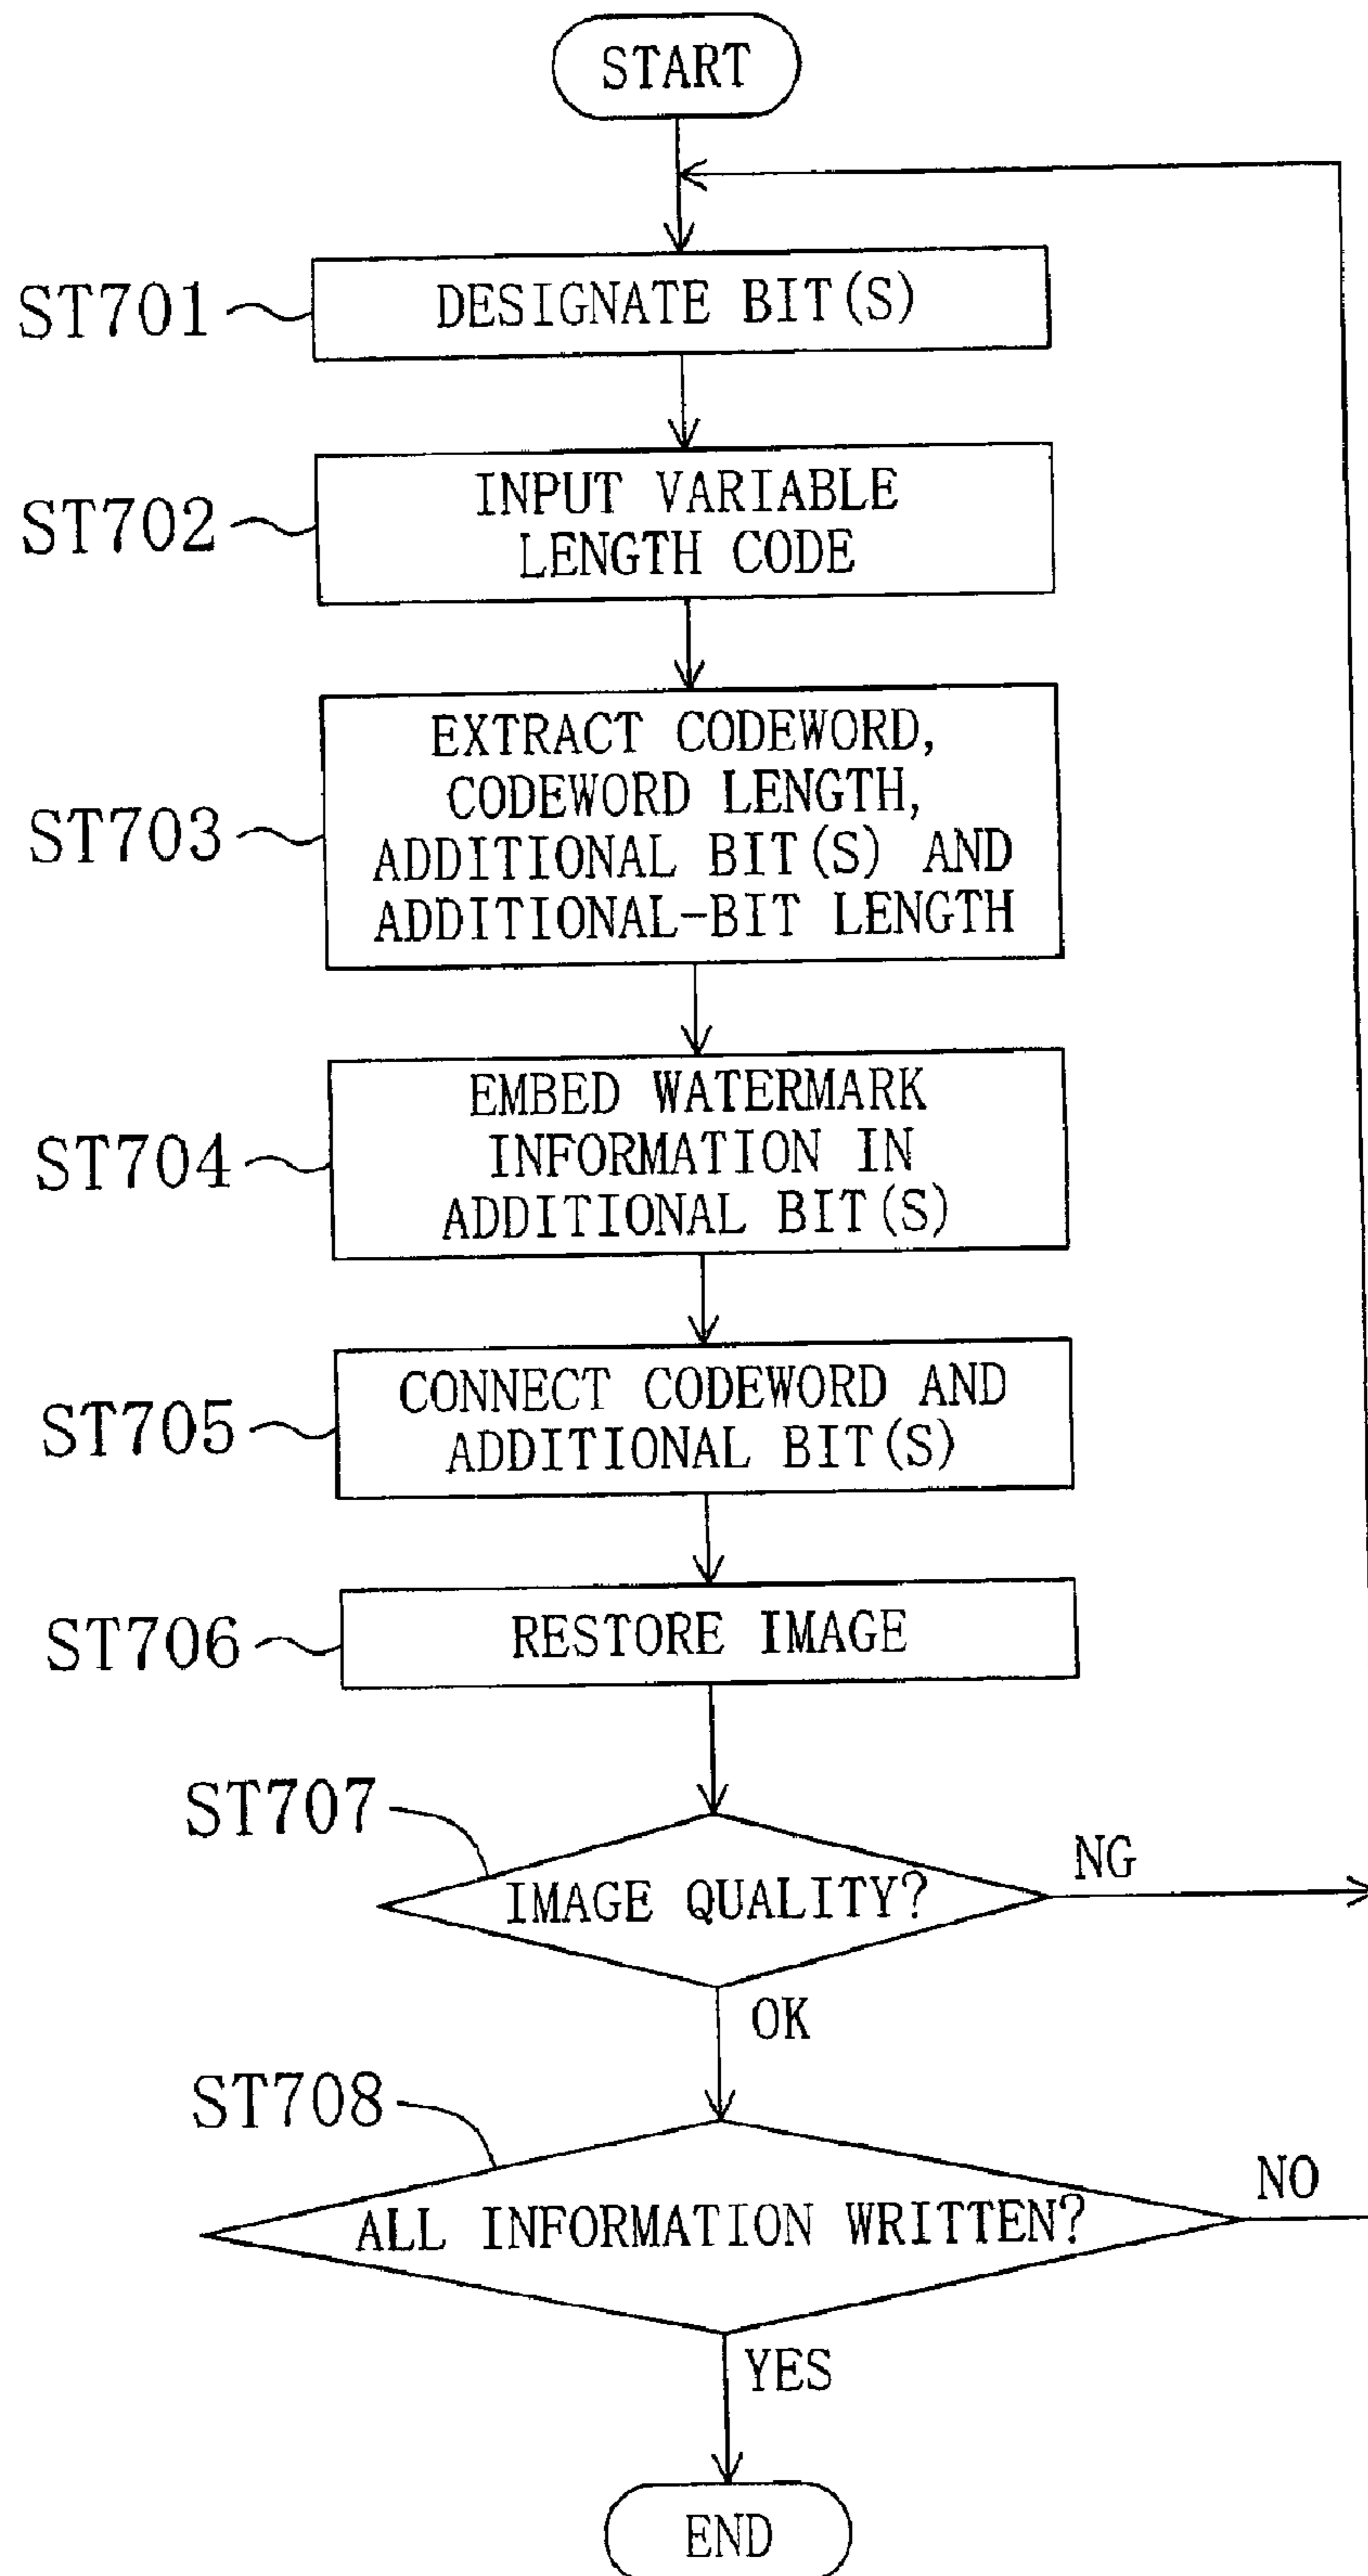 START
ST701
DESIGNATE BIT(S)
ST702
INPUT VARIABLE
LENGTH CODE
ST703
EXTRACT CODEWORD,
CODEWORD LENGTH,
ADDITIONAL BIT(S) AND
ADDITIONAL-BIT LENGTH
ST704
EMBED WATERMARK
INFORMATION IN
ADDITIONAL BIT(S)
ST705
CONNECT CODEWORD AND
ADDITIONAL BIT(S)
ST706
RESTORE IMAGE
ST707
IMAGE QUALITY?
NG
OK
ST708
ALL INFORMATION WRITTEN?
NO
YES
END